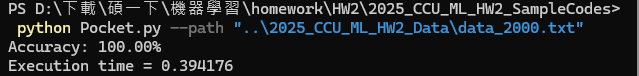 PS D:\下載\碩一下\機器學習\homework\HW2\2025_CCU_ML_HW2_SampleCodes>
python Pocket.py --path "..\2025_CCU_ML_HW2_Data\data_2000.txt"
Accuracy: 100.00%
Execution time = 0.394176